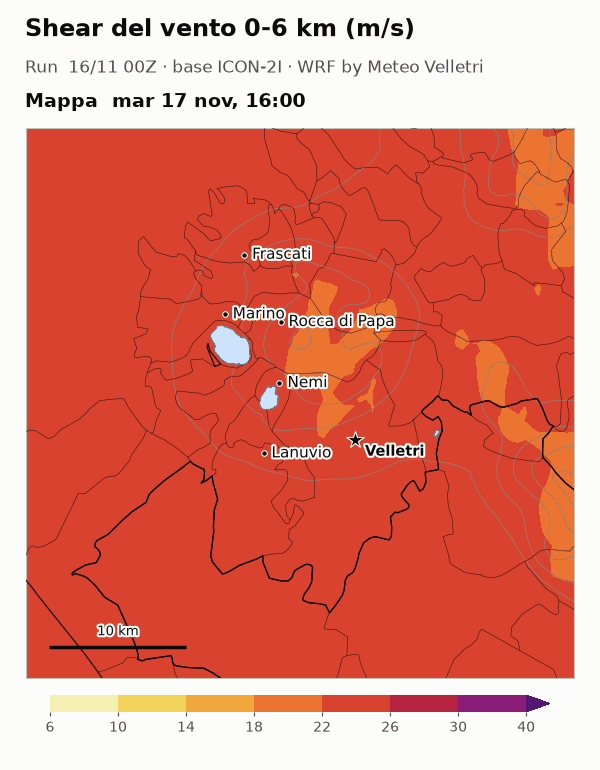 Shear del vento 0-6 km (m/s)
Run  16/11 00Z · base ICON-2I · WRF by Meteo Velletri
Mappa  mar 17 nov, 16:00
Frascati
Marino
Rocca di Papa
Nemi
Velletri
Lanuvio
10 km
6 10 14 18 22 26 30 40